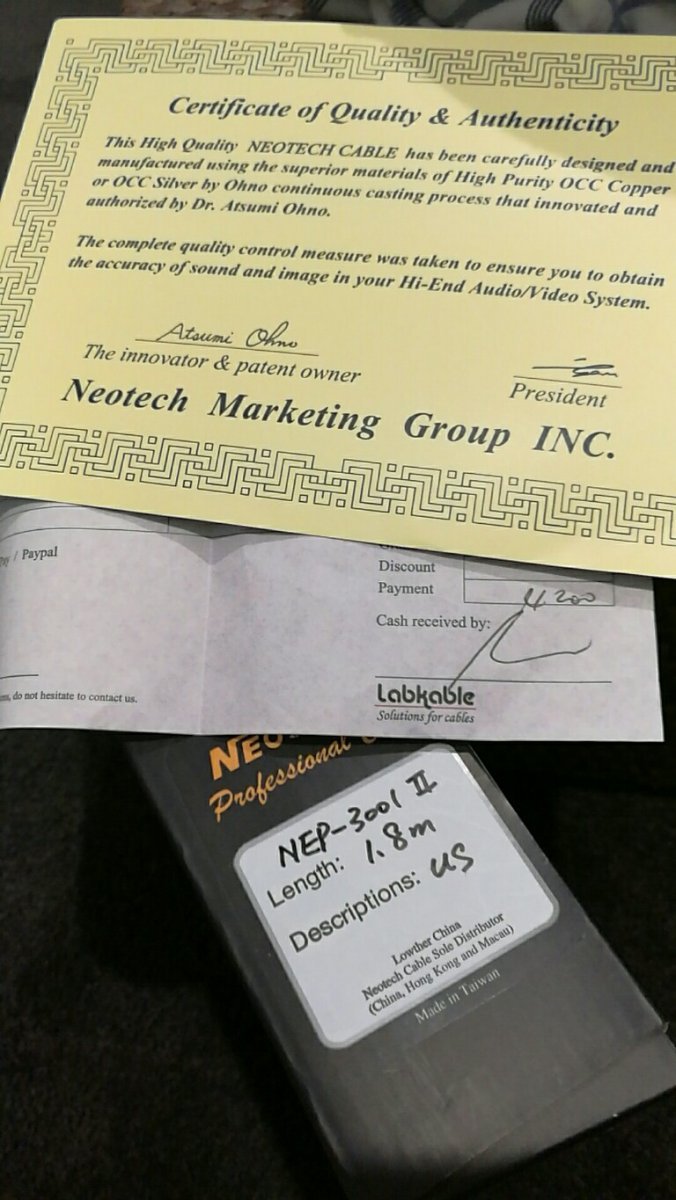 Certificate of Quality & Authenticity
This High Quality NEOTECH CABLE has been carefully designed and
manufactured using the superior materials of High Purity OCC Copper
or OCC Silver by Ohno continuous casting process that innovated and
authorized by Dr. Atsumi Ohno.
The complete quality control measure was taken to ensure you to obtain
the accuracy of sound and image in your Hi-End Audio/Video System.
Atsumi Ohno
The innovator & patent owner
President
Neotech Marketing Group INC.
/ Paypal
Discount
Payment 4200
Cash received by:
do not hesitate to contact us.
Labkable
Solutions for cables
Professional
NEP-3001 II
Length: 1.8m
Descriptions: US
Lowther China
Neotech Cable Sole Distributor
(China, Hong Kong and Macau)
Made in Taiwan